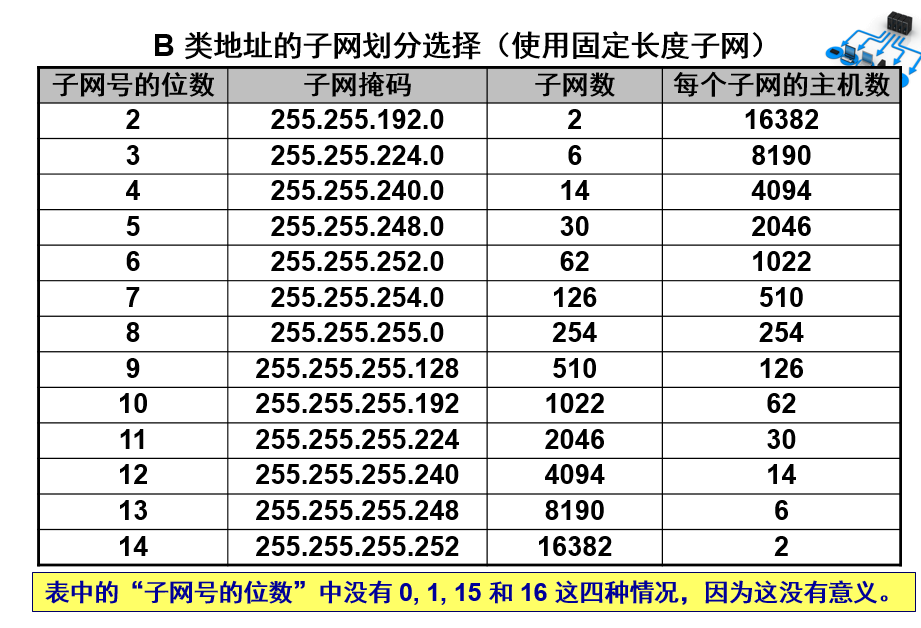 B 类地址的子网划分选择（使用固定长度子网）
子网号的位数 子网掩码 子网数 每个子网的主机数
2 255.255.192.0 2 16382
3 255.255.224.0 6 8190
4 255.255.240.0 14 4094
5 255.255.248.0 30 2046
6 255.255.252.0 62 1022
7 255.255.254.0 126 510
8 255.255.255.0 254 254
9 255.255.255.128 510 126
10 255.255.255.192 1022 62
11 255.255.255.224 2046 30
12 255.255.255.240 4094 14
13 255.255.255.248 8190 6
14 255.255.255.252 16382 2
表中的“子网号的位数”中没有 0, 1, 15 和 16 这四种情况，因为这没有意义。